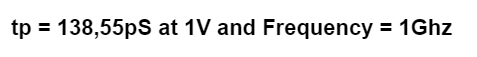 tp = 138,55pS at 1V and Frequency = 1Ghz